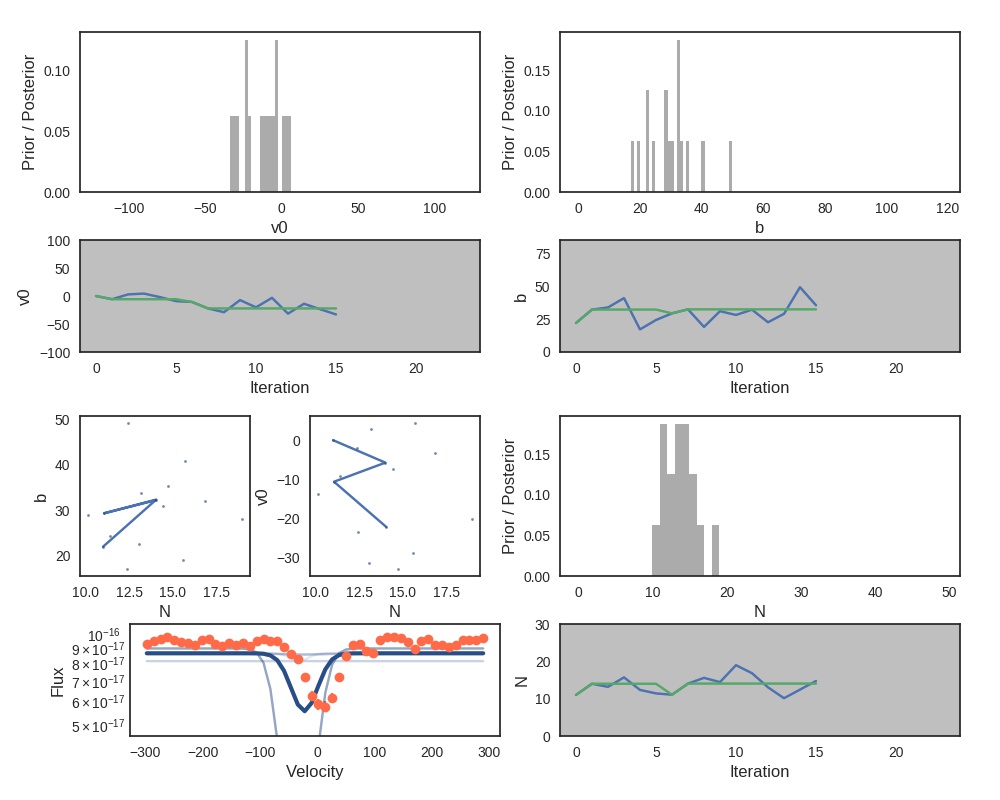 Prior / Posterior
0.10
0.05
0.00
−100 −50 0 50 100
v0
Prior / Posterior
0.15
0.10
0.05
0.00
0 20 40 60 80 100 120
b
v0
100
50
0
−50
−100
0 5 10 15 20
Iteration
b
75
50
25
0
0 5 10 15 20
Iteration
b
50
40
30
20
10.0 12.5 15.0 17.5
N
v0
0
−10
−20
−30
10.0 12.5 15.0 17.5
N
Prior / Posterior
0.15
0.10
0.05
0.00
0 10 20 30 40 50
N
Flux
10⁻¹⁶
9 × 10⁻¹⁷
8 × 10⁻¹⁷
7 × 10⁻¹⁷
6 × 10⁻¹⁷
5 × 10⁻¹⁷
−300 −200 −100 0 100 200 300
Velocity
N
30
20
10
0
0 5 10 15 20
Iteration